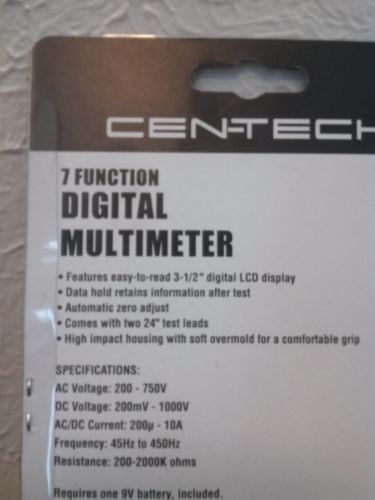 CEN-TECH
7 FUNCTION
DIGITAL
MULTIMETER
• Features easy-to-read 3-1/2" digital LCD display
• Data hold retains information after test
• Automatic zero adjust
• Comes with two 24" test leads
• High impact housing with soft overmold for a comfortable grip
SPECIFICATIONS:
AC Voltage: 200 - 750V
DC Voltage: 200mV - 1000V
AC/DC Current: 200µ - 10A
Frequency: 45Hz to 450Hz
Resistance: 200-2000K ohms
Requires one 9V battery, included.